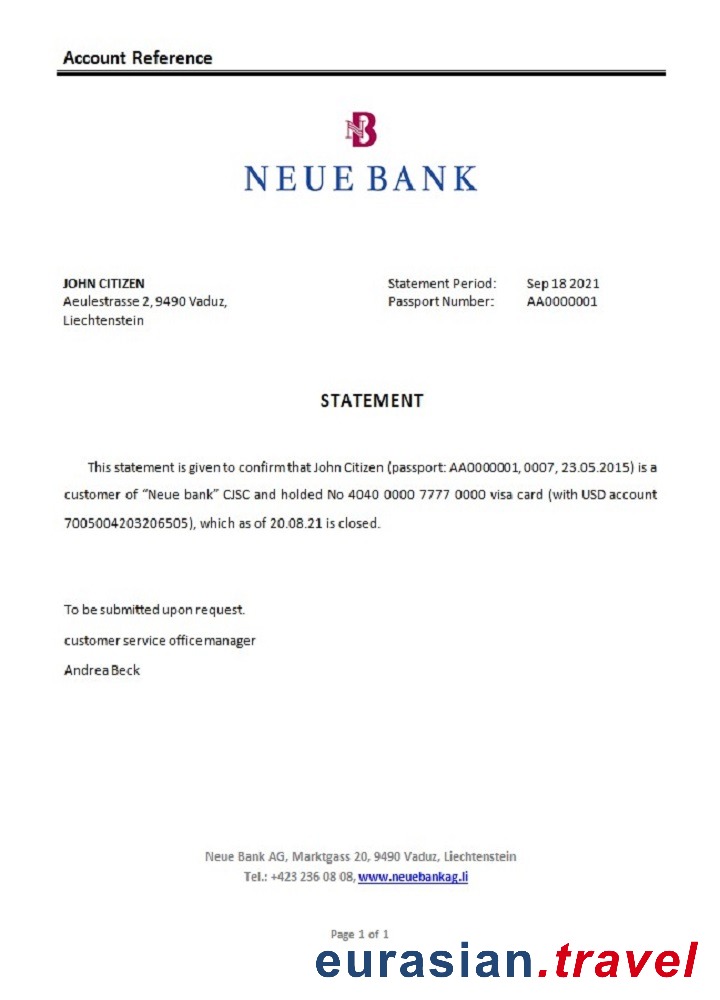 Account Reference
NB
NEUE BANK
JOHN CITIZEN
Aeulestrasse 2, 9490 Vaduz,
Liechtenstein
Statement Period: Sep 18 2021
Passport Number: AA0000001
STATEMENT
This statement is given to confirm that John Citizen (passport: AA0000001, 0007, 23.05.2015) is a
customer of “Neue bank” CJSC and holded No 4040 0000 7777 0000 visa card (with USD account
7005004203206505), which as of 20.08.21 is closed.
To be submitted upon request.
customer service office manager
Andrea Beck
Neue Bank AG, Marktgass 20, 9490 Vaduz, Liechtenstein
Tel.: +423 236 08 08, www.neuebankag.li
Page 1 of 1
eurasian.travel